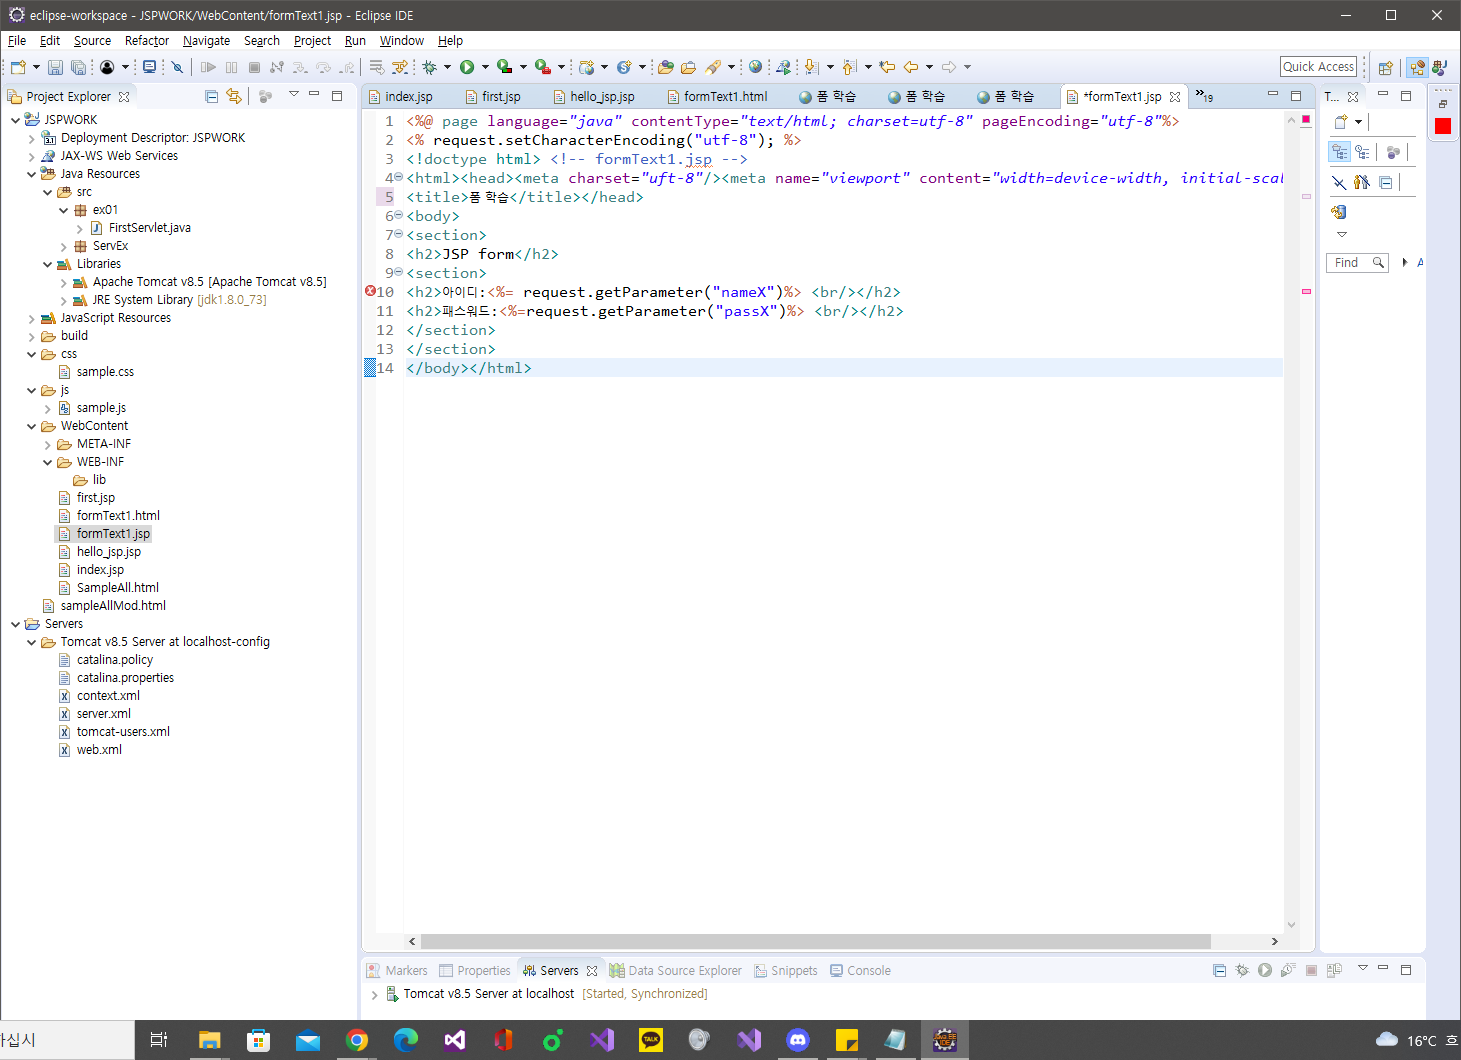 eclipse-workspace - JSPWORK/WebContent/formText1.jsp - Eclipse IDE
File Edit Source Refactor Navigate Search Project Run Window Help
Quick Access
Project Explorer
JSPWORK
Deployment Descriptor: JSPWORK
JAX-WS Web Services
Java Resources
src
ex01
FirstServlet.java
ServEx
Libraries
Apache Tomcat v8.5 [Apache Tomcat v8.5]
JRE System Library [jdk1.8.0_73]
JavaScript Resources
build
css
sample.css
js
sample.js
WebContent
META-INF
WEB-INF
lib
first.jsp
formText1.html
formText1.jsp
hello_jsp.jsp
index.jsp
SampleAll.html
sampleAllMod.html
Servers
Tomcat v8.5 Server at localhost-config
catalina.policy
catalina.properties
context.xml
server.xml
tomcat-users.xml
web.xml
index.jsp first.jsp hello_jsp.jsp formText1.html 폼 학습 폼 학습 폼 학습 *formText1.jsp »19
1 <%@ page language="java" contentType="text/html; charset=utf-8" pageEncoding="utf-8"%>
2 <% request.setCharacterEncoding("utf-8"); %>
3 <!doctype html> <!-- formText1.jsp -->
4 <html><head><meta charset="uft-8"/><meta name="viewport" content="width=device-width, initial-scal
5 <title>폼 학습</title></head>
6 <body>
7 <section>
8 <h2>JSP form</h2>
9 <section>
10 <h2>아이디:<%= request.getParameter("nameX")%> <br/></h2>
11 <h2>패스워드:<%=request.getParameter("passX")%> <br/></h2>
12 </section>
13 </section>
14 </body></html>
T...
Find
A
Markers Properties Servers Data Source Explorer Snippets Console
Tomcat v8.5 Server at localhost [Started, Synchronized]
하십시
TALK
JAVA EE
IDE
16°C 흐